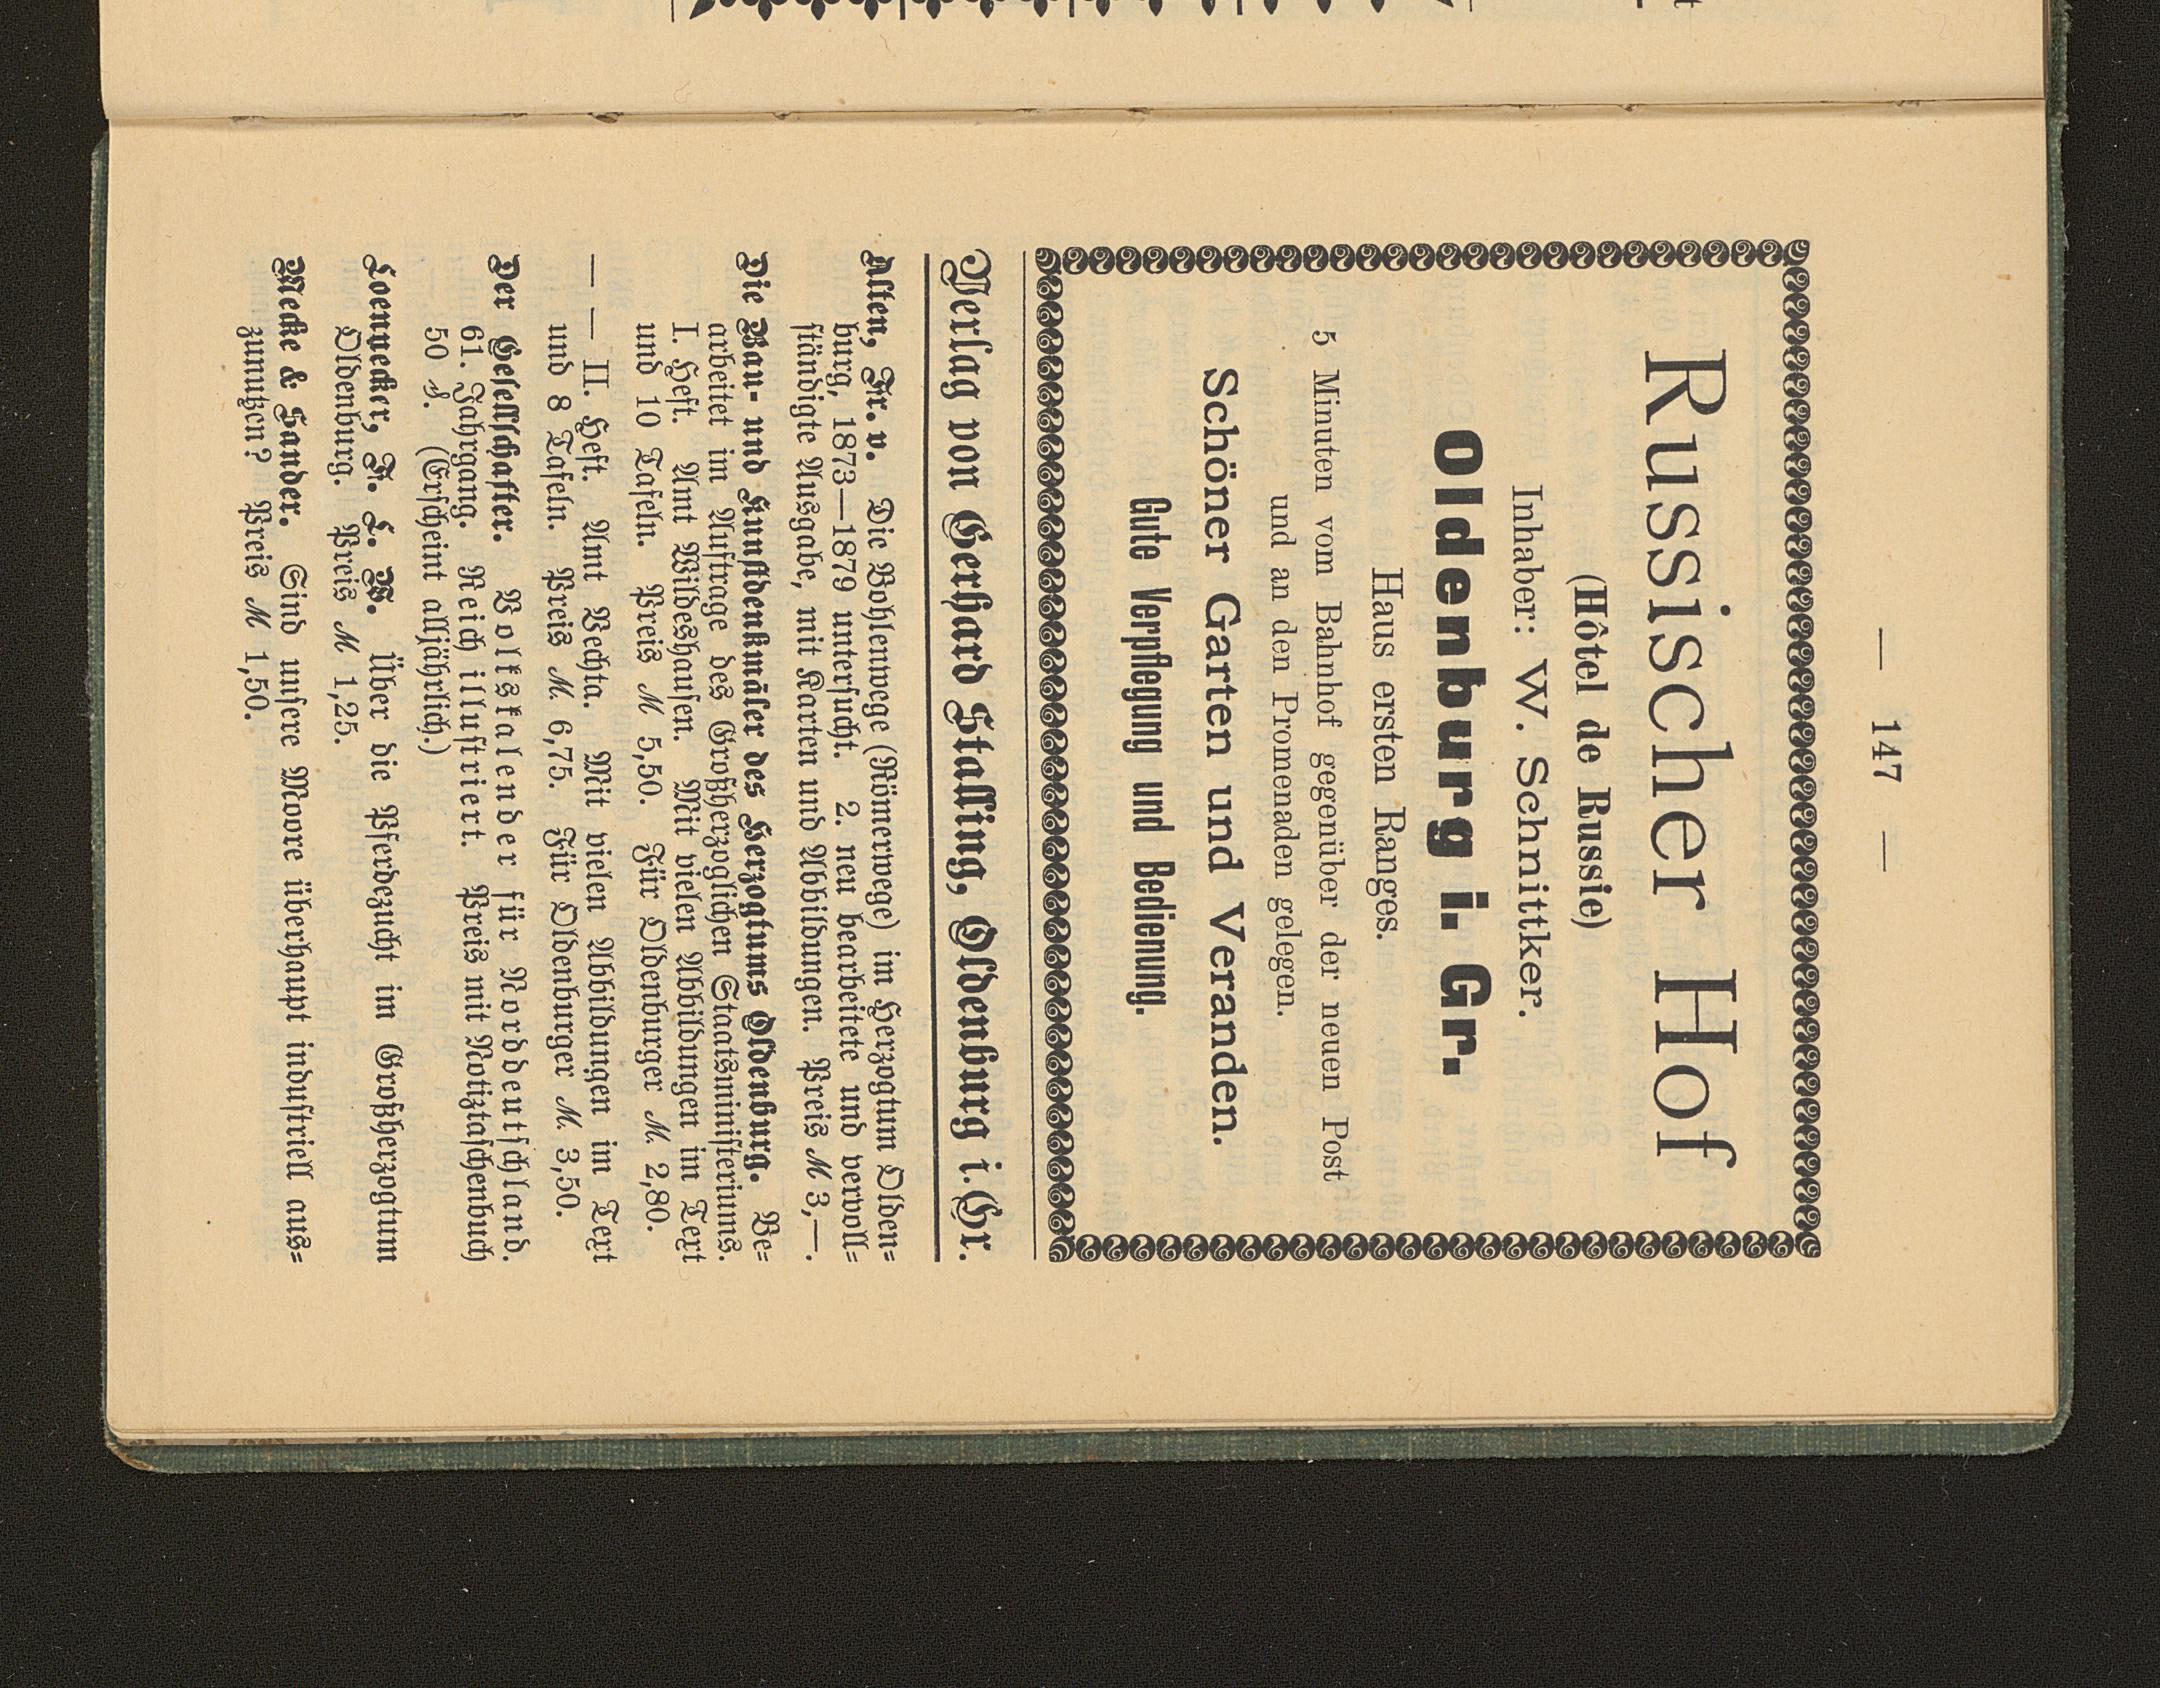 — 147 —
Russischer Hof
(Hôtel de Russie)
Inhaber: W. Schnittker.
Oldenburg i. Gr.
Haus ersten Ranges.
5 Minuten vom Bahnhof gegenüber der neuen Post
und an den Promenaden gelegen.
Schöner Garten und Veranden.
Gute Verpflegung und Bedienung.
Verlag von Gerhard Stalling, Oldenburg i. Gr.
Alten, Fr. v. Die Bohlenwege (Römerwege) im Herzogtum Olden-
burg, 1873—1879 untersucht. 2. neu bearbeitete und vervoll-
ständigte Ausgabe, mit Karten und Abbildungen. Preis M 3,—.
Die Bau- und Kunstdenkmäler des Herzogtums Oldenburg. Be-
arbeitet im Auftrage des Großherzoglichen Staatsministeriums.
I. Heft. Amt Wildeshausen. Mit vielen Abbildungen im Text
und 10 Tafeln. Preis M 5,50. Für Oldenburger M. 2,80.
— — II. Heft. Amt Vechta. Mit vielen Abbildungen im Text
und 8 Tafeln. Preis M. 6,75. Für Oldenburger M. 3,50.
Der Gesellschafter. Volkskalender für Norddeutschland.
61. Jahrgang. Reich illustriert. Preis mit Notiztaschenbuch
50 ₰. (Erscheint alljährlich.)
Loennecker, F. L. W. Über die Pferdezucht im Großherzogtum
Oldenburg. Preis M 1,25.
Mecke & Sander. Sind unsere Moore überhaupt industriell aus-
zunutzen? Preis M 1,50.